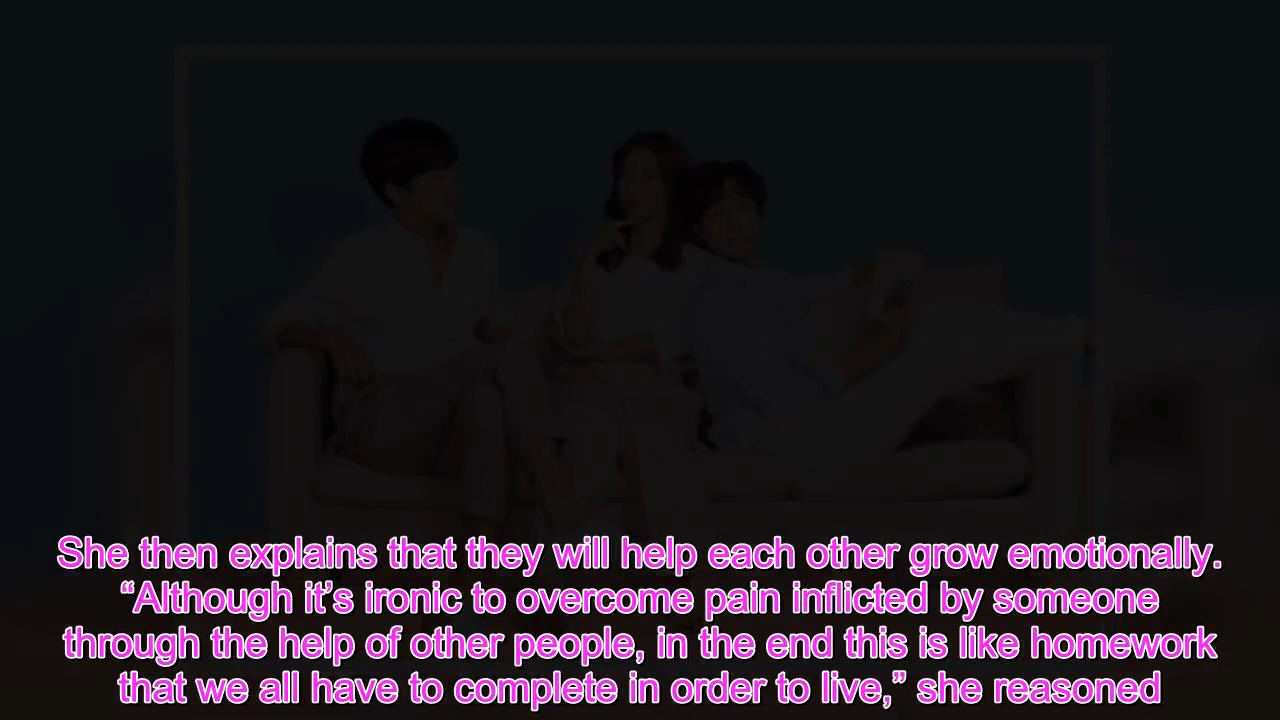 She then explains that they will help each other grow emotionally.
“Although it’s ironic to overcome pain inflicted by someone
through the help of other people, in the end this is like homework
that we all have to complete in order to live,” she reasoned